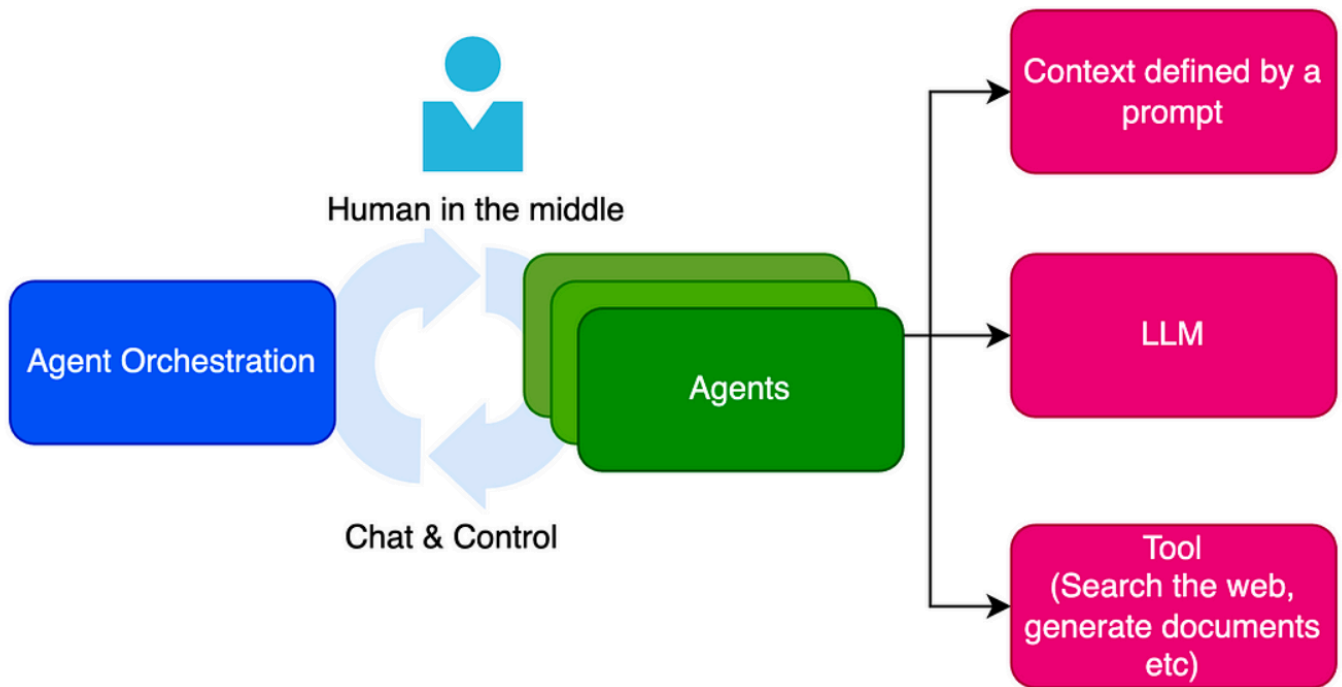 Context defined by a
prompt
Human in the middle
Agent Orchestration
Agents
LLM
Chat & Control
Tool
(Search the web,
generate documents
etc)